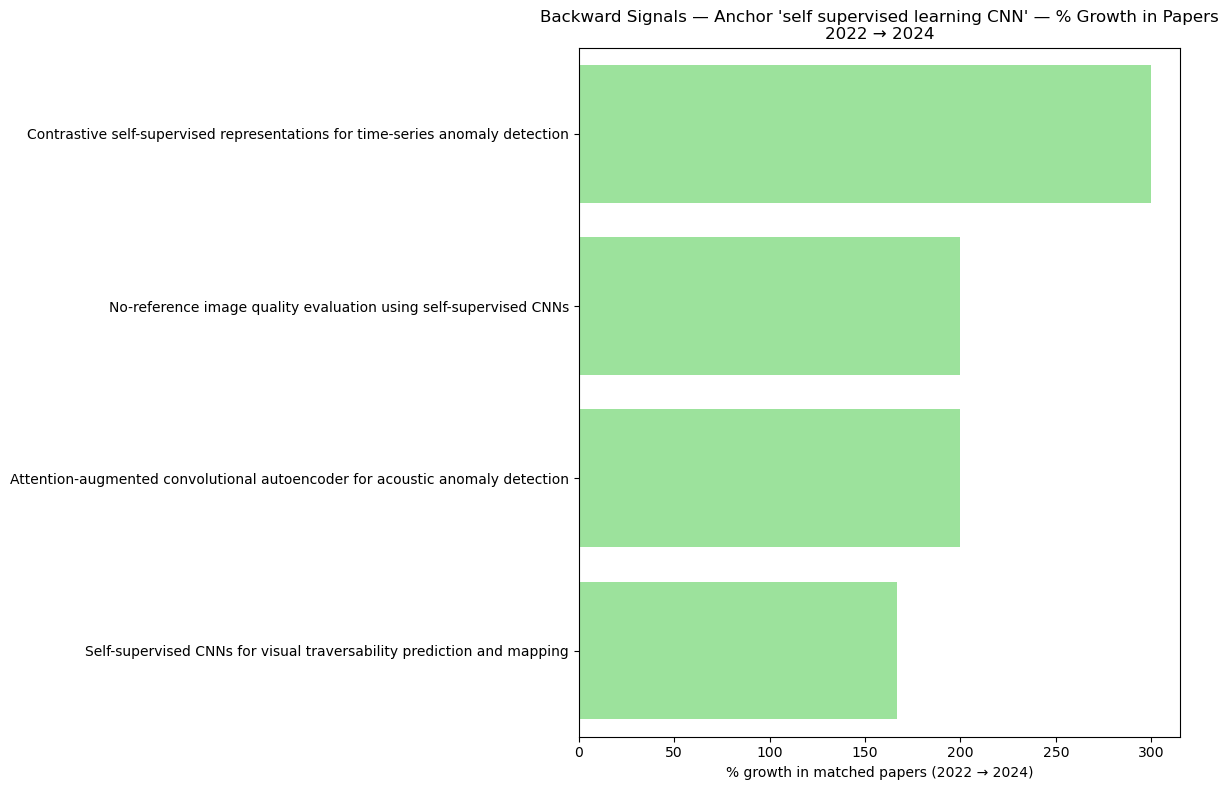 Backward Signals — Anchor 'self supervised learning CNN' — % Growth in Papers
2022 → 2024
Contrastive self-supervised representations for time-series anomaly detection
No-reference image quality evaluation using self-supervised CNNs
Attention-augmented convolutional autoencoder for acoustic anomaly detection
Self-supervised CNNs for visual traversability prediction and mapping
0 50 100 150 200 250 300
% growth in matched papers (2022 → 2024)